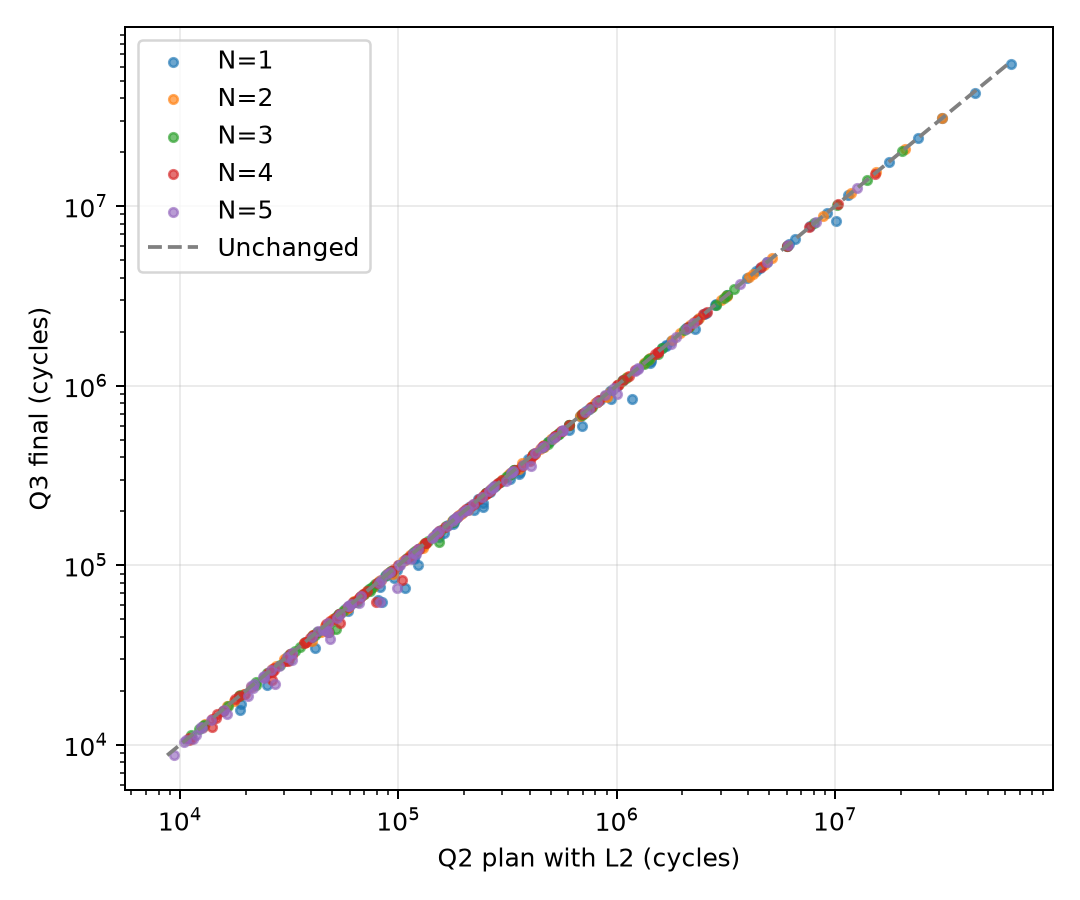 N=1
N=2
N=3
N=4
N=5
Unchanged
10^7
10^6
10^5
10^4
Q3 final (cycles)
10^4 10^5 10^6 10^7
Q2 plan with L2 (cycles)